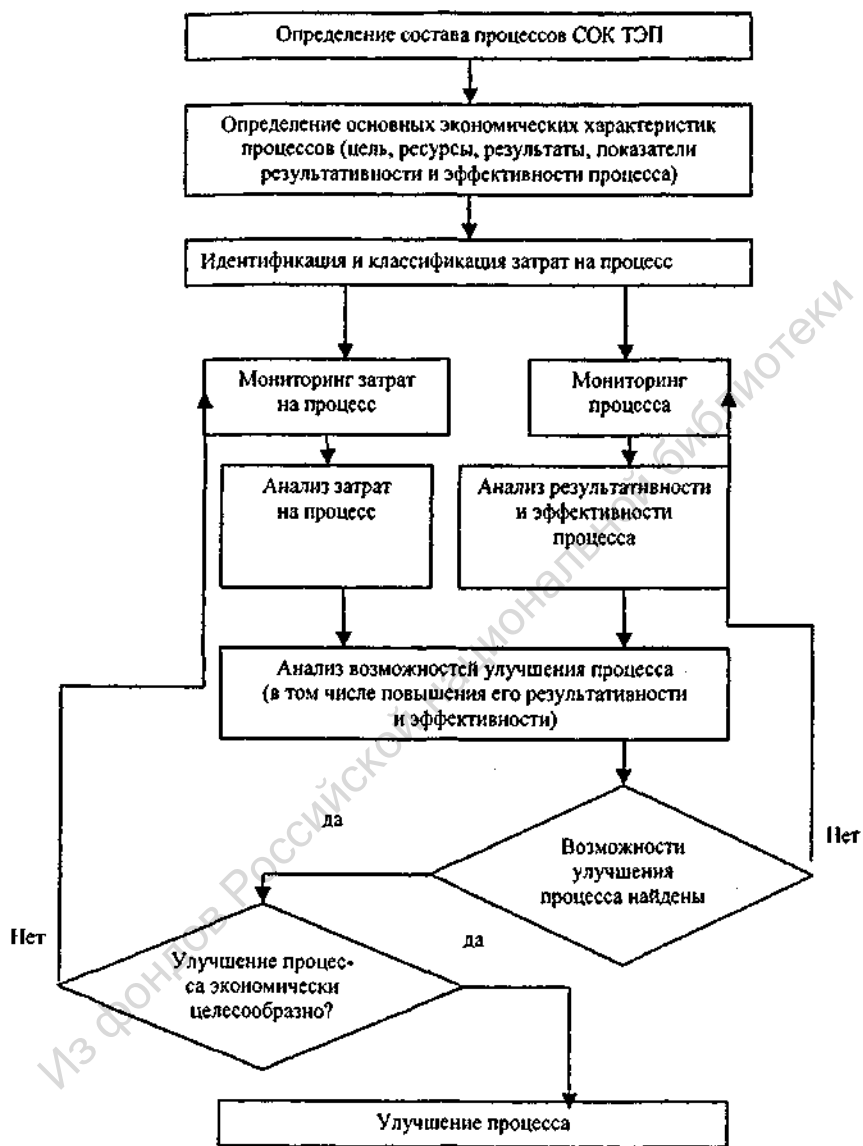 Определение состава процессов СОК ТЭП
Определение основных экономических характеристик
процессов (цель, ресурсы, результаты, показатели
результативности и эффективности процесса)
Идентификация и классификация затрат на процесс
Мониторинг затрат
на процесс
Мониторинг
процесса
Анализ затрат
на процесс
Анализ результативности
и эффективности
процесса
Анализ возможностей улучшения процесса
(в том числе повышения его результативности
и эффективности)
да
Возможности
улучшения
процесса найдены
Нет
Нет
да
Улучшение процес-
са экономически
целесообразно?
Улучшение процесса
Из фондов Российской национальной библиотеки